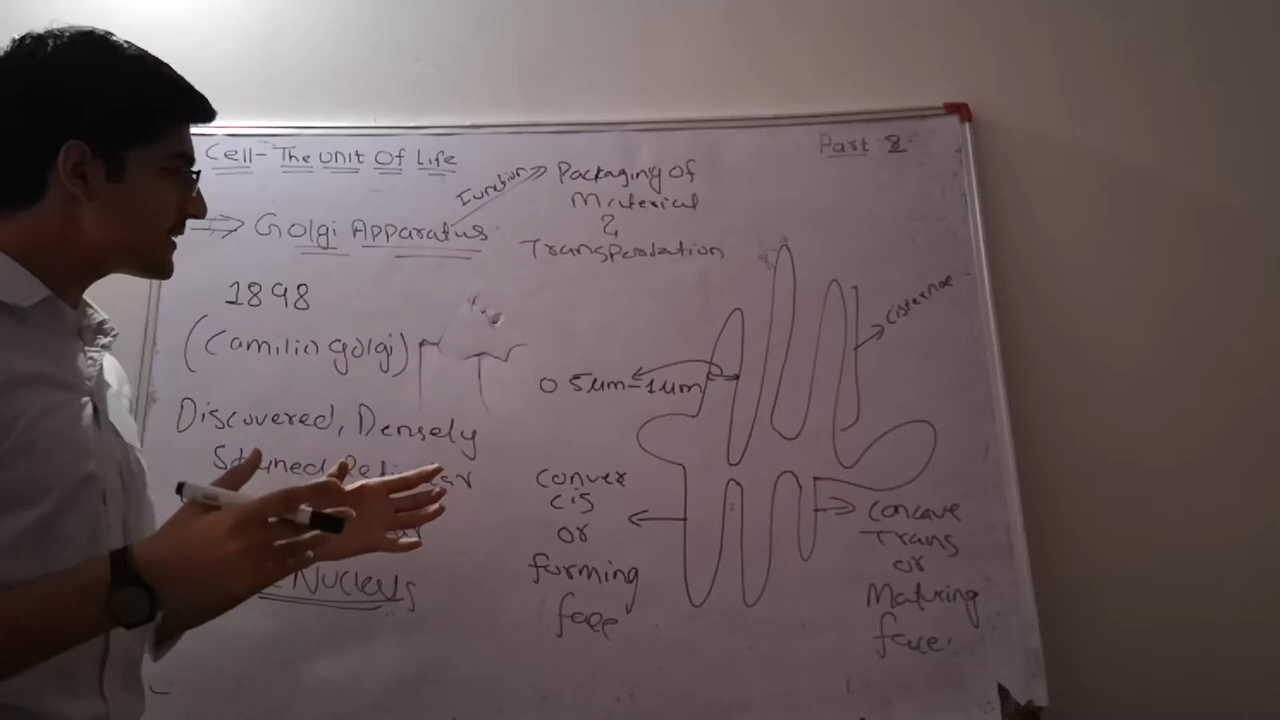 Cell-The Unit Of Life
Part: 8
Function
Packaging of
Material
&
Transportation
⇒ Golgi Apparatus
1898
(Camilio golgi)
cisternae
0.5um-1um
Discovered, Densely
Stained
Nucleus
Convex
cis
or
forming
face
Concave
Trans
or
Maturing
face